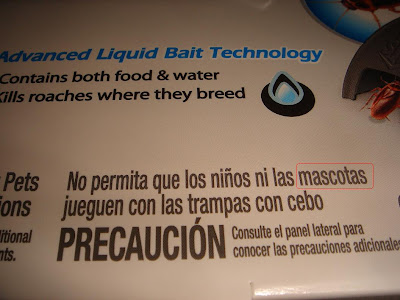 Advanced Liquid Bait Technology
Contains both food & water
Kills roaches where they breed
Pets
No permita que los niños ni las mascotas
jueguen con las trampas con cebo
PRECAUCIÓN
Consulte el panel lateral para
conocer las precauciones adicionales